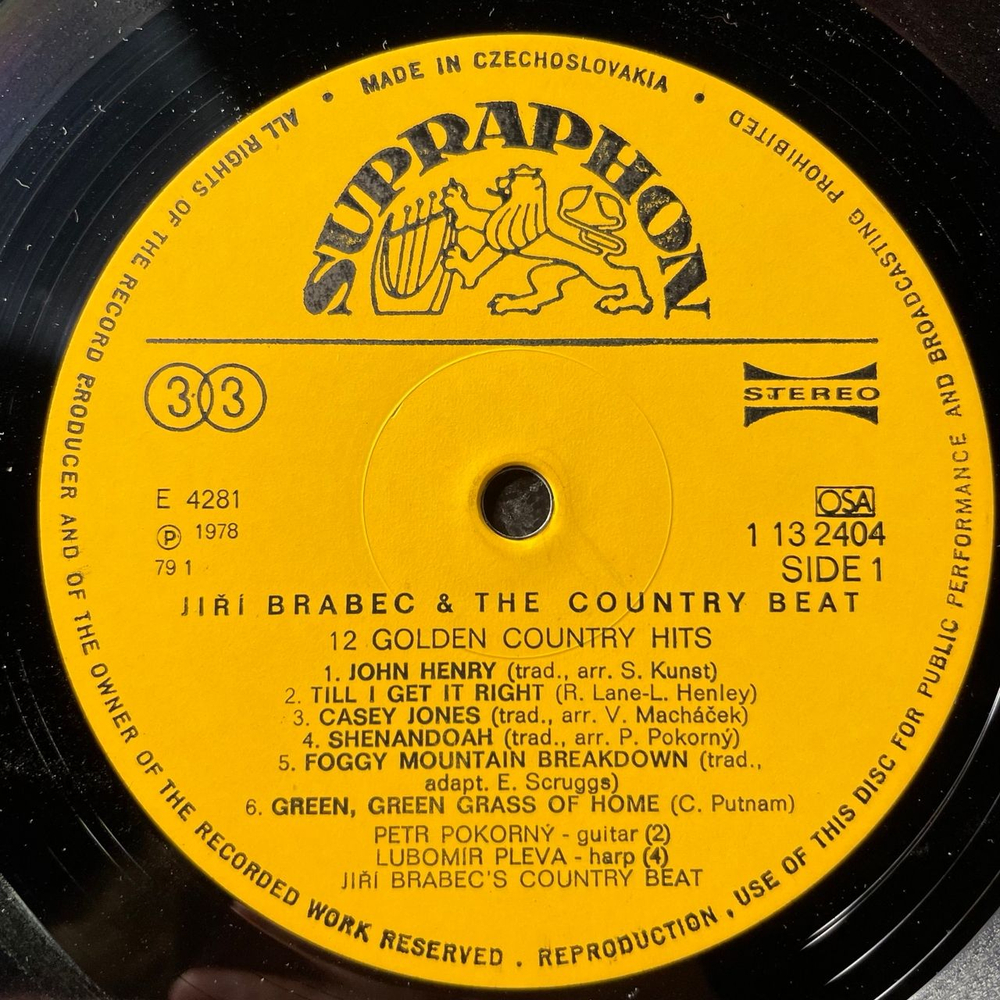 MADE IN CZECHOSLOVAKIA
ALL RIGHTS OF THE RECORD PRODUCER AND OF THE OWNER OF THE RECORDED WORK RESERVED . REPRODUCTION , USE OF THIS DISC FOR PUBLIC PERFORMANCE AND BROADCASTING PROHIBITED
SUPRAPHON
33
STEREO
E 4281
Ⓟ 1978
79 1
OSA
1 13 2404
SIDE 1
JIŘÍ BRABEC & THE COUNTRY BEAT
12 GOLDEN COUNTRY HITS
1. JOHN HENRY (trad., arr. S. Kunst)
2. TILL I GET IT RIGHT (R. Lane-L. Henley)
3. CASEY JONES (trad., arr. V. Macháček)
4. SHENANDOAH (trad., arr. P. Pokorný)
5. FOGGY MOUNTAIN BREAKDOWN (trad.,
adapt. E. Scruggs)
6. GREEN, GREEN GRASS OF HOME (C. Putnam)
PETR POKORNÝ - guitar (2)
LUBOMÍR PLEVA - harp (4)
JIŘÍ BRABEC'S COUNTRY BEAT